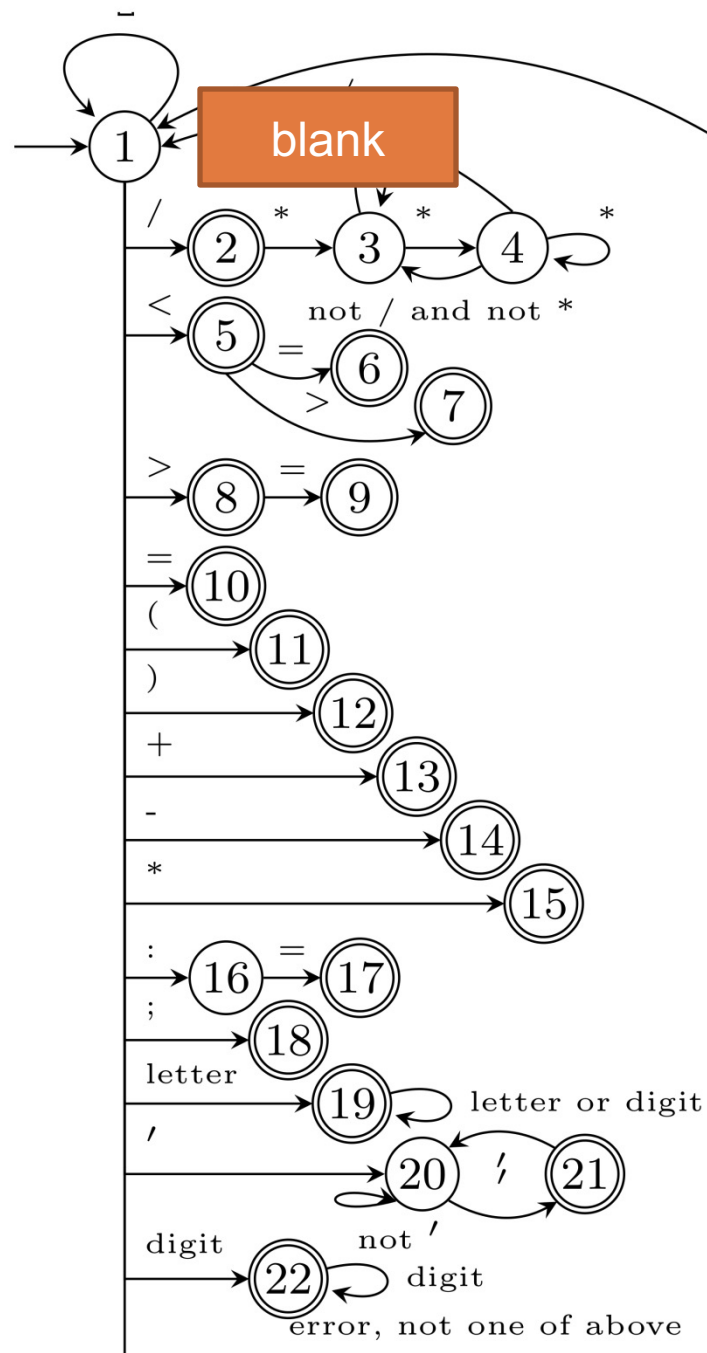 ␣
/
blank
1
/ * * *
2 3 4
<
not / and not *
5 = 6
> 7
> =
8 9
=
10
(
11
)
12
+
13
-
14
*
15
: =
16 17
;
18
letter
19 letter or digit
′
20 ′ ′ 21
not ′
digit
22 digit
error, not one of above